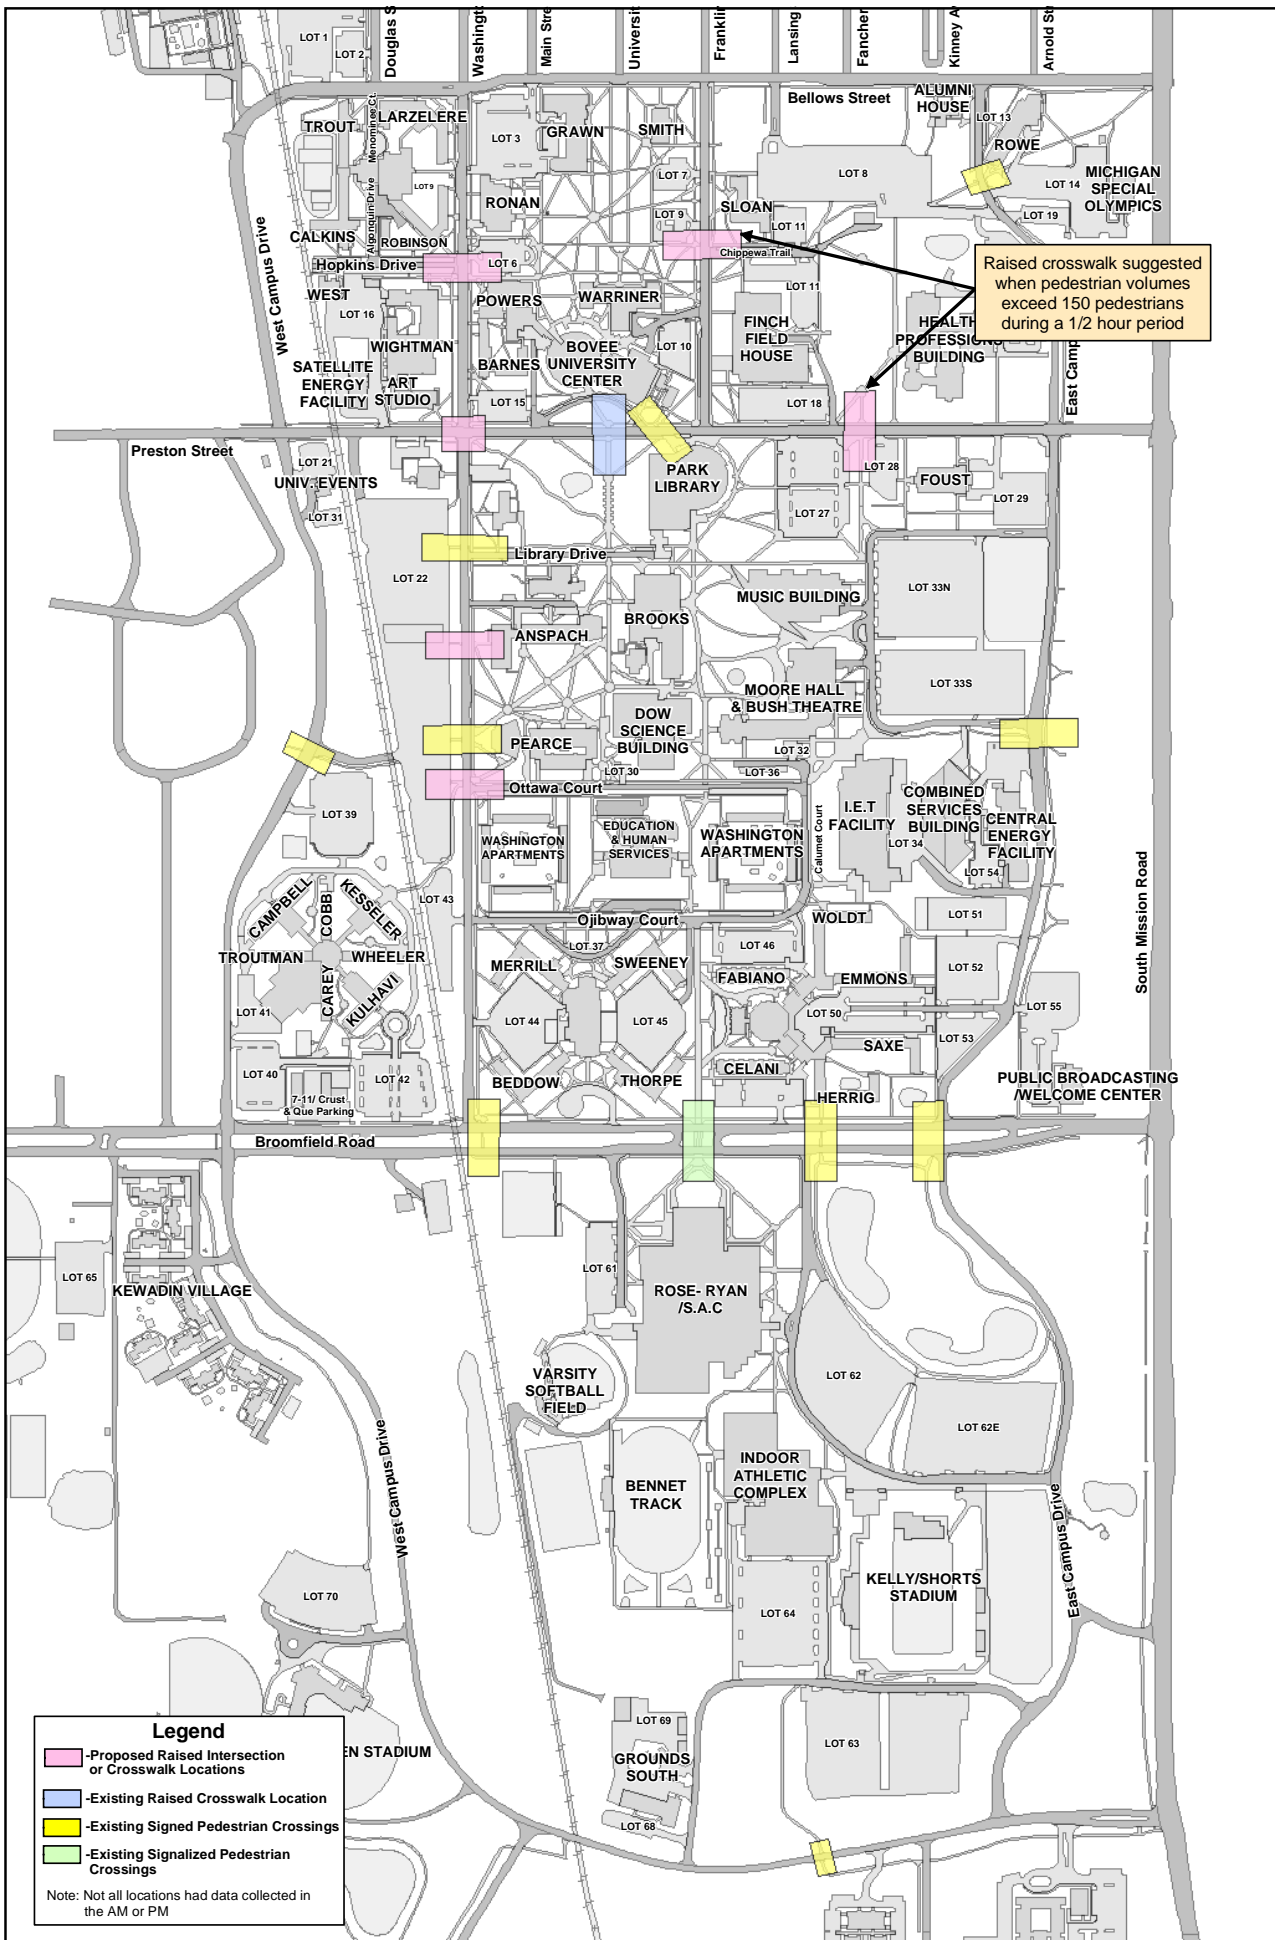 LOT 1
LOT 2
Douglas S
Washingt
Main Stre
Universit
Franklin
Lansing
Fancher
Kinney A
Arnold St
Bellows Street
ALUMNI
HOUSE
LOT 13
ROWE
TROUT
Menominee Ct.
LARZELERE
LOT 3
GRAWN
SMITH
LOT 7
LOT 8
LOT 14
MICHIGAN
SPECIAL
OLYMPICS
LOT 19
LOT 9
RONAN
LOT 9
SLOAN
LOT 11
Chippewa Trail
West Campus Drive
Algonquin Drive
CALKINS
ROBINSON
Hopkins Drive
LOT 6
Raised crosswalk suggested
when pedestrian volumes
exceed 150 pedestrians
during a 1/2 hour period
WEST
LOT 16
POWERS
WARRINER
LOT 11
FINCH
FIELD
HOUSE
HEALTH
PROFESSIONS
BUILDING
East Camp
WIGHTMAN
BOVEE
UNIVERSITY
CENTER
LOT 10
BARNES
SATELLITE
ENERGY
FACILITY
ART
STUDIO
LOT 15
LOT 18
Preston Street
LOT 21
UNIV. EVENTS
LOT 31
PARK
LIBRARY
LOT 28
FOUST
LOT 29
LOT 27
Library Drive
LOT 22
MUSIC BUILDING
LOT 33N
ANSPACH
BROOKS
LOT 33S
MOORE HALL
& BUSH THEATRE
DOW
SCIENCE
BUILDING
PEARCE
LOT 32
LOT 30
LOT 36
Ottawa Court
LOT 39
WASHINGTON
APARTMENTS
EDUCATION
& HUMAN
SERVICES
WASHINGTON
APARTMENTS
Calumet Court
I.E.T
FACILITY
COMBINED
SERVICES
BUILDING
LOT 34
CENTRAL
ENERGY
FACILITY
LOT 54
South Mission Road
CAMPBELL
COBB
KESSELER
LOT 43
Ojibway Court
WOLDT
LOT 51
TROUTMAN
WHEELER
LOT 37
LOT 46
MERRILL
SWEENEY
FABIANO
EMMONS
LOT 52
CAREY
KULHAVI
LOT 41
LOT 44
LOT 45
LOT 50
LOT 55
SAXE
LOT 53
LOT 40
LOT 42
7-11/ Crust
& Que Parking
BEDDOW
THORPE
CELANI
HERRIG
PUBLIC BROADCASTING
/WELCOME CENTER
Broomfield Road
LOT 65
KEWADIN VILLAGE
LOT 61
ROSE- RYAN
/S.A.C
VARSITY
SOFTBALL
FIELD
LOT 62
LOT 62E
West Campus Drive
BENNET
TRACK
INDOOR
ATHLETIC
COMPLEX
East Campus Drive
KELLY/SHORTS
STADIUM
LOT 70
LOT 64
LOT 69
LOT 63
GROUNDS
SOUTH
LOT 68
EN STADIUM
Legend
-Proposed Raised Intersection
or Crosswalk Locations
-Existing Raised Crosswalk Location
-Existing Signed Pedestrian Crossings
-Existing Signalized Pedestrian
Crossings
Note: Not all locations had data collected in
the AM or PM